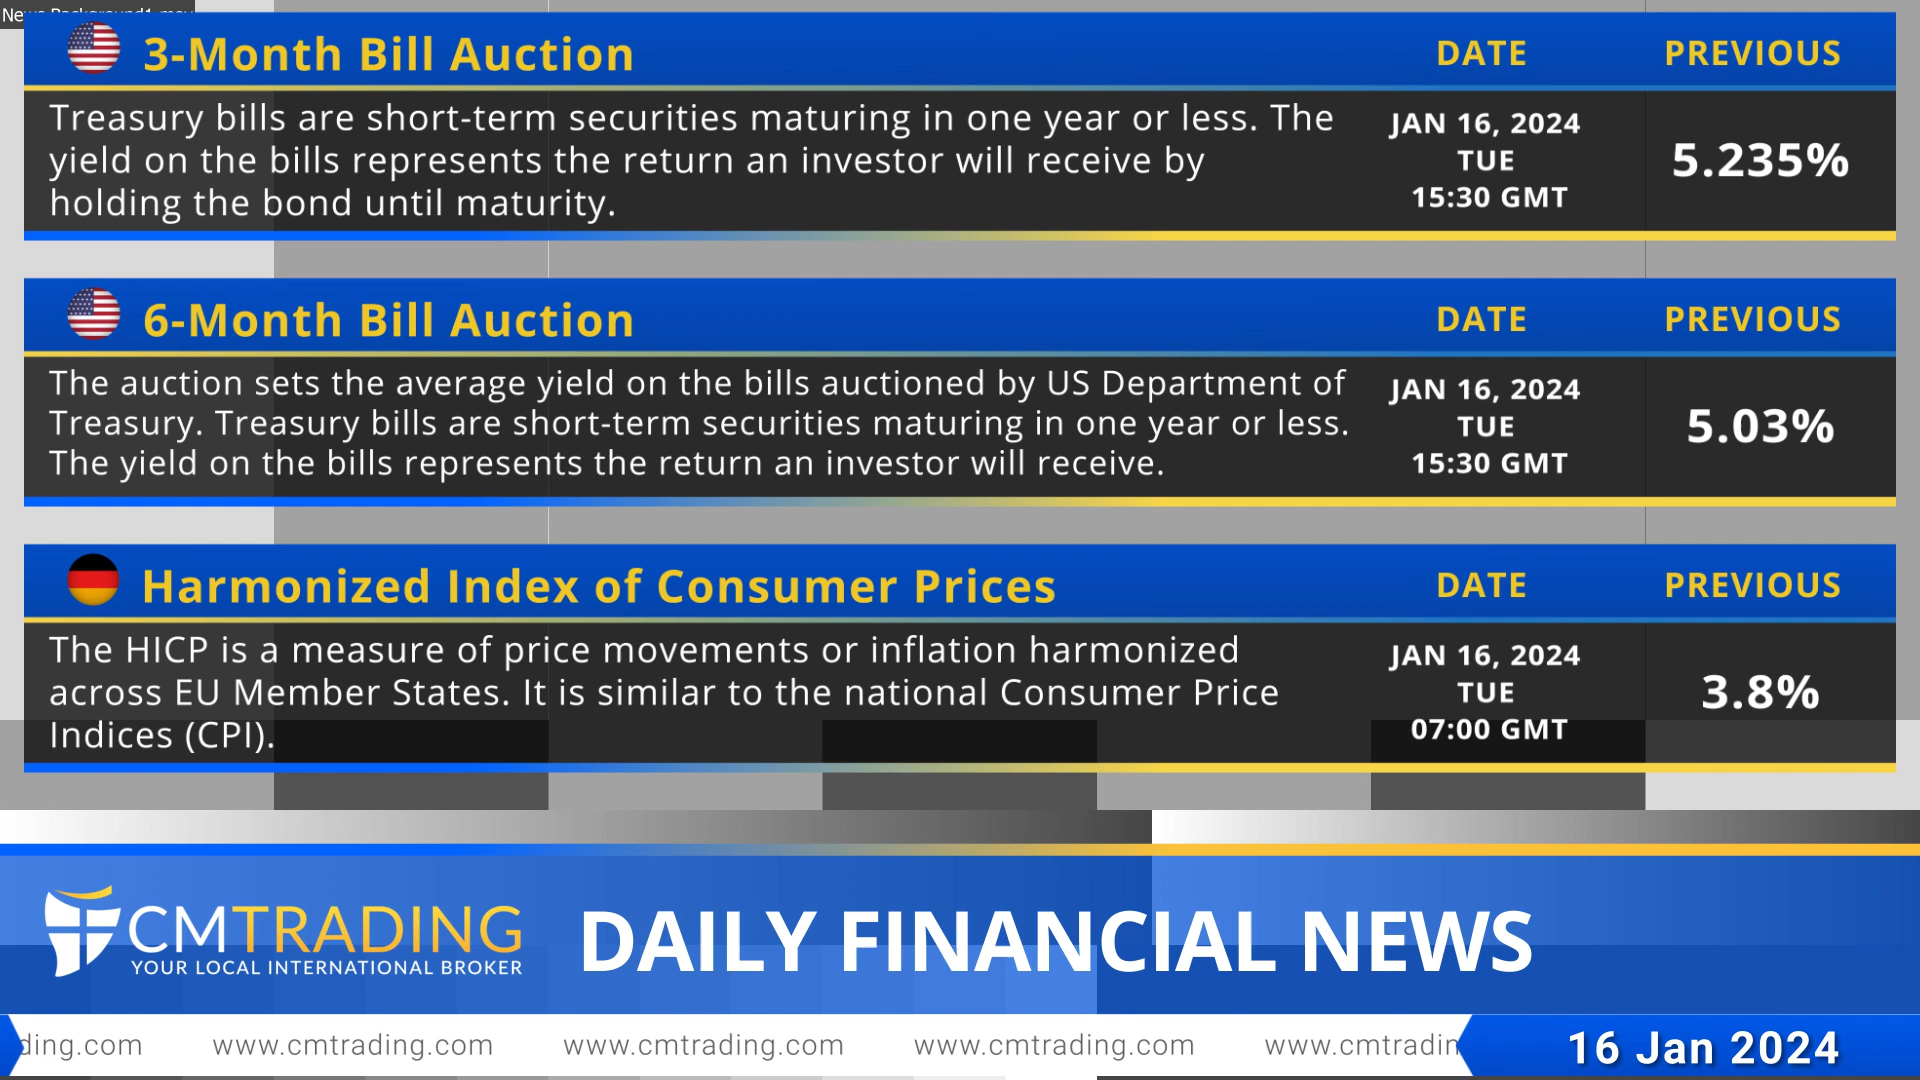 3-Month Bill Auction DATE PREVIOUS
Treasury bills are short-term securities maturing in one year or less. The
yield on the bills represents the return an investor will receive by
holding the bond until maturity.
JAN 16, 2024
TUE
15:30 GMT
5.235%
6-Month Bill Auction DATE PREVIOUS
The auction sets the average yield on the bills auctioned by US Department of
Treasury. Treasury bills are short-term securities maturing in one year or less.
The yield on the bills represents the return an investor will receive.
JAN 16, 2024
TUE
15:30 GMT
5.03%
Harmonized Index of Consumer Prices DATE PREVIOUS
The HICP is a measure of price movements or inflation harmonized
across EU Member States. It is similar to the national Consumer Price
Indices (CPI).
JAN 16, 2024
TUE
07:00 GMT
3.8%
CMTRADING
YOUR LOCAL INTERNATIONAL BROKER
DAILY FINANCIAL NEWS
ding.com www.cmtrading.com www.cmtrading.com www.cmtrading.com www.cmtradin
16 Jan 2024